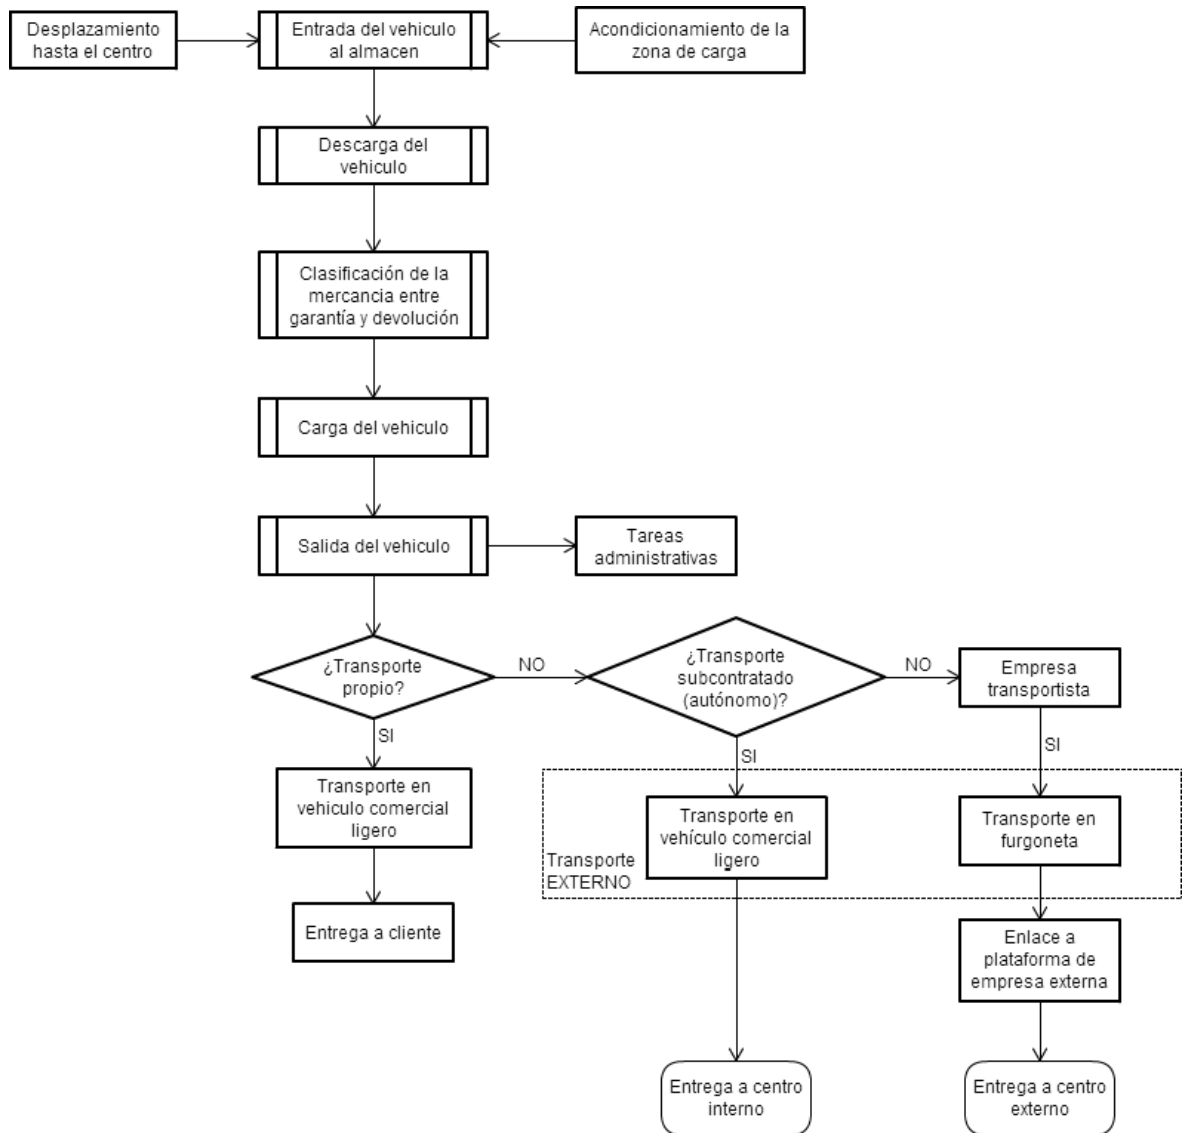 Desplazamiento
hasta el centro
Entrada del vehiculo
al almacen
Acondicionamiento de la
zona de carga
Descarga del
vehiculo
Clasificación de la
mercancia entre
garantía y devolución
Carga del vehiculo
Salida del vehiculo
Tareas
administrativas
¿Transporte
propio?
NO
¿Transporte
subcontratado
(autónomo)?
NO
Empresa
transportista
SI
SI
SI
Transporte en
vehiculo comercial
ligero
Transporte en
vehículo comercial
ligero
Transporte en
furgoneta
Transporte
EXTERNO
Entrega a cliente
Enlace a
plataforma de
empresa externa
Entrega a centro
interno
Entrega a centro
externo